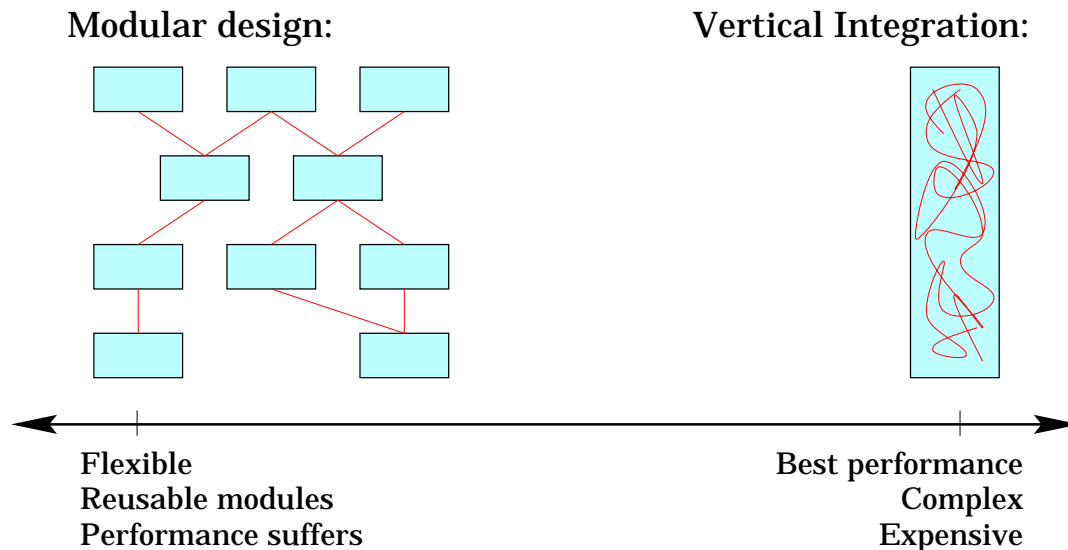 Modular design:
Vertical Integration:
Flexible
Reusable modules
Performance suffers
Best performance
Complex
Expensive